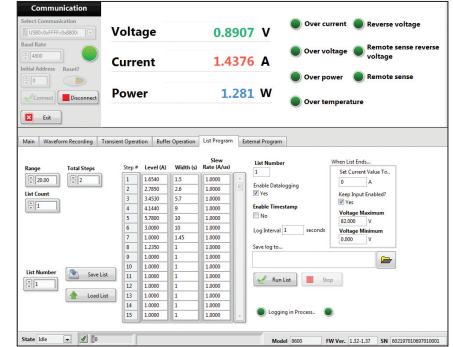 Communication
Select Communication
Baud Rate
4800
Initial Address Reset?
0
Connect Disconnect
Exit
Voltage 0.8907 V
Current 1.4376 A
Power 1.281 W
Over current Reverse voltage
Over voltage Remote sense reverse voltage
Over power Remote sense
Over temperature
Main Waveform Recording Transient Operation Buffer Operation List Program External Program
Range Total Steps
20.00 2
List Count
1
List Number
1
Save List
Load List
Step # Level (A) Width (s) Slew Rate (A/us)
1 1.6540 1.5 1.0000
2 2.7850 2.6 1.0000
3 3.4530 5.7 1.0000
4 4.1440 9 1.0000
5 5.7800 10 1.0000
6 3.0000 10 1.0000
7 1.0000 1.45 1.0000
8 1.2350 1 1.0000
9 1.0000 1 1.0000
10 1.0000 1 1.0000
11 1.0000 1 1.0000
12 1.0000 1 1.0000
13 1.0000 1 1.0000
14 1.0000 1 1.0000
15 1.0000 1 1.0000
List Number
1
Enable Datalogging
Yes
Enable Timestamp
No
Log Interval 1 seconds
Save log to...
When List Ends...
Set Current Value To..
0 A
Keep Input Enabled?
Yes
Voltage Maximum
82.000 V
Voltage Minimum
0.000 V
Run List Stop
Logging in Process..
State Idle
Model 8600 FW Ver. 1.32-1.37 SN 602197010697010001